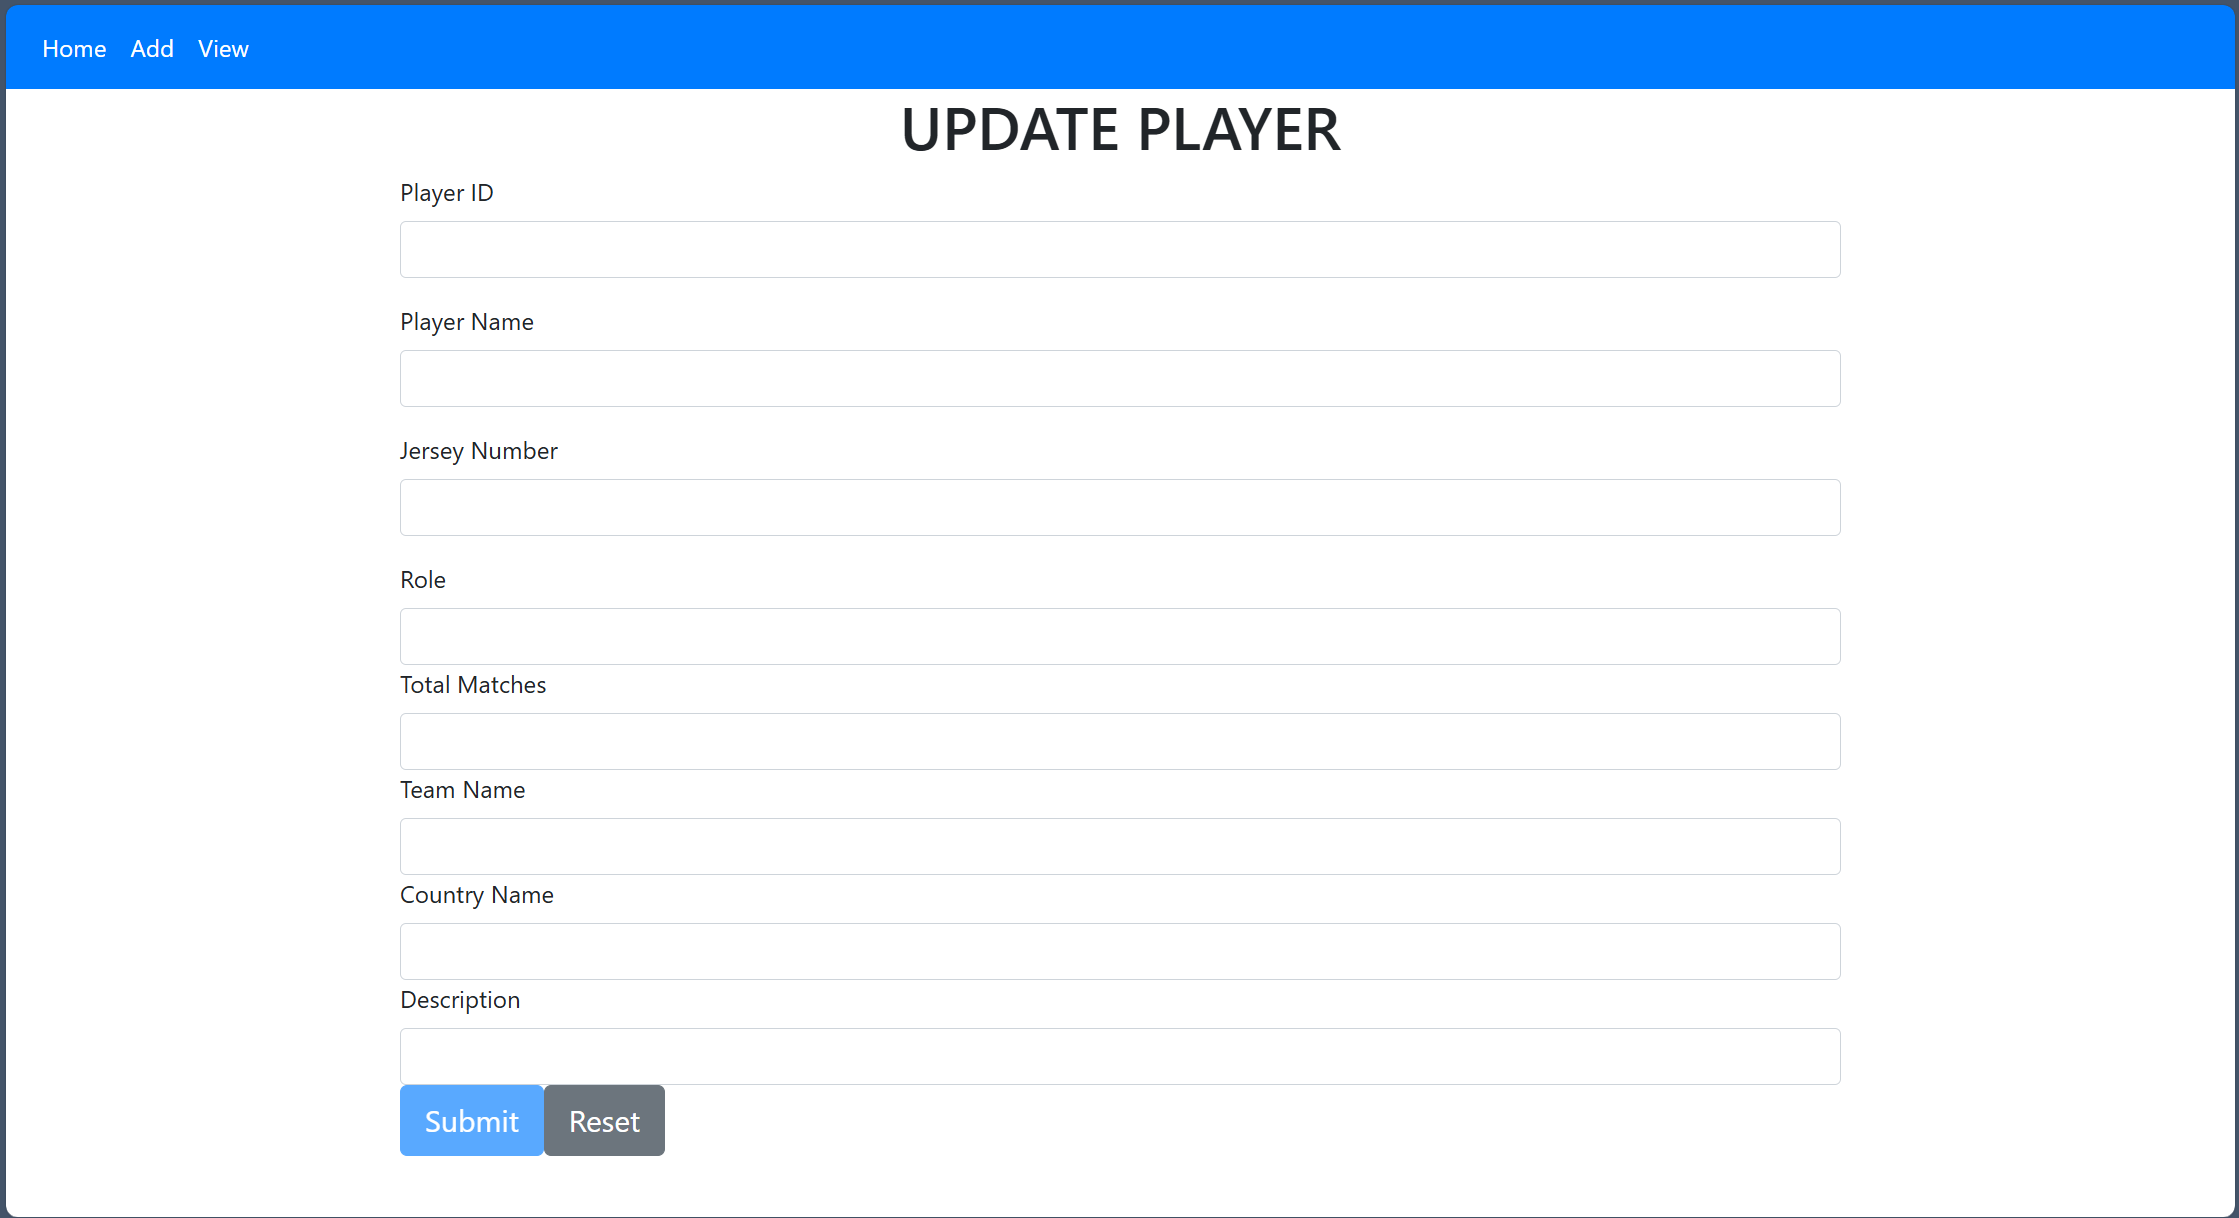 Home Add View
UPDATE PLAYER
Player ID
Player Name
Jersey Number
Role
Total Matches
Team Name
Country Name
Description
Submit Reset